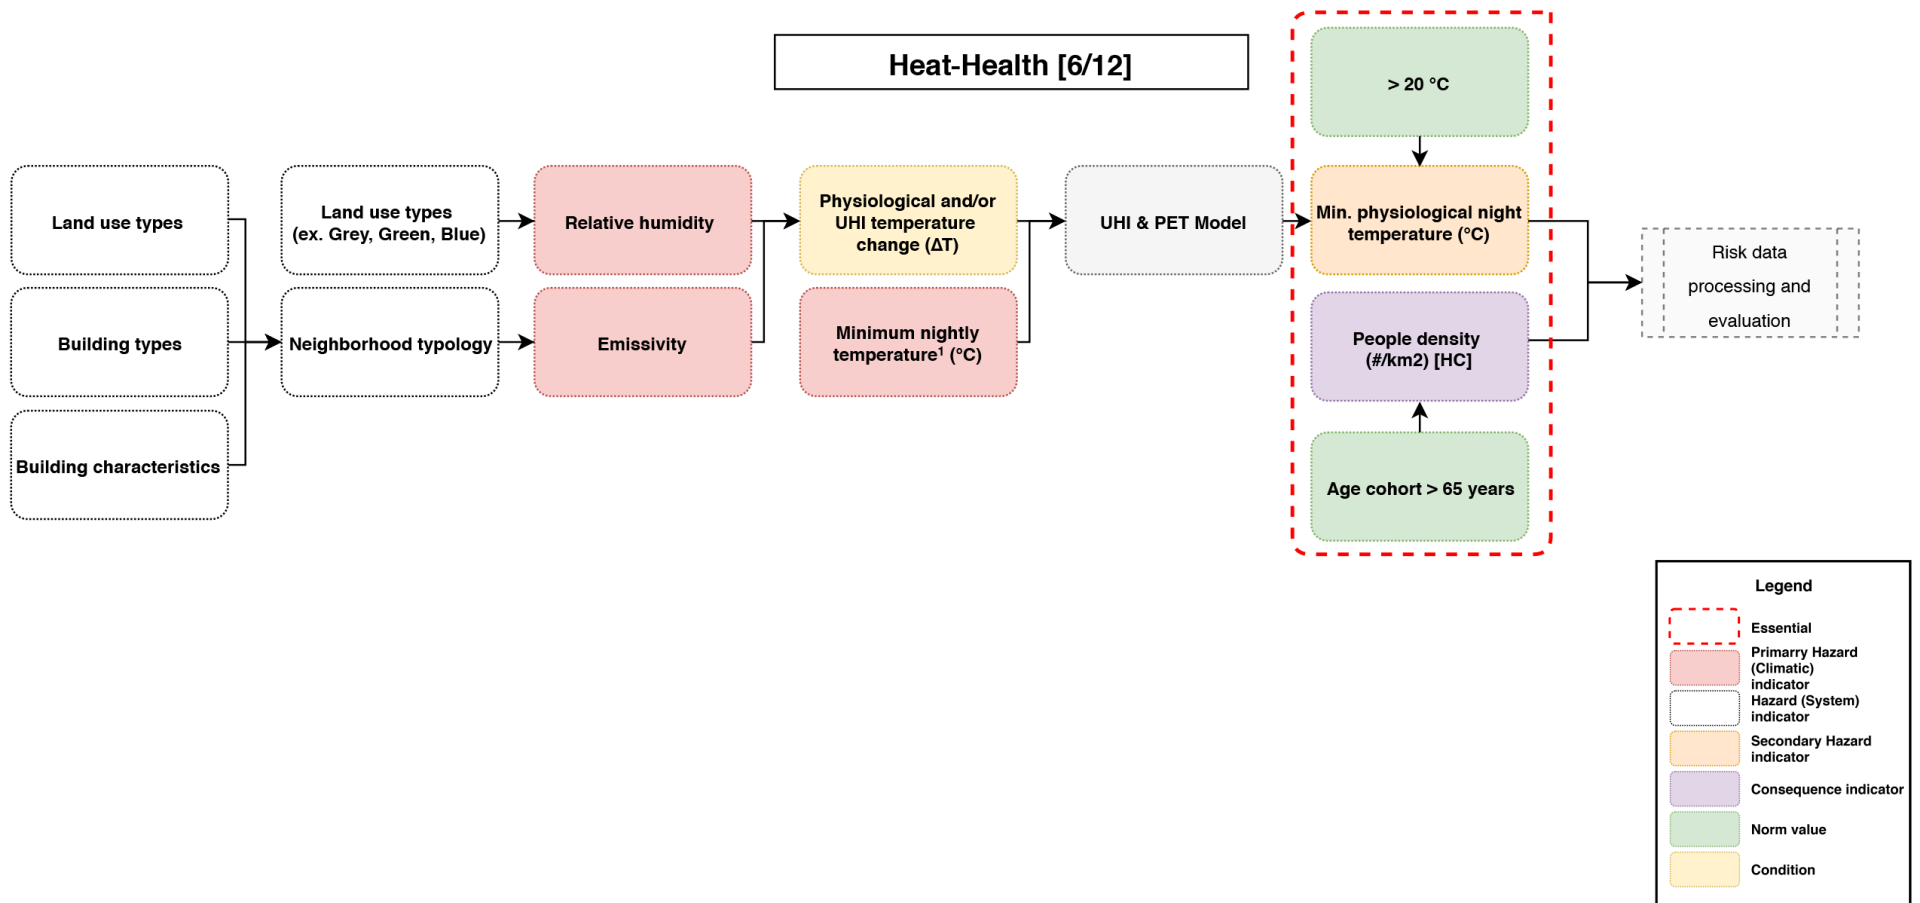 Heat-Health [6/12]
> 20 °C
Land use types
Building types
Building characteristics
Land use types
(ex. Grey, Green, Blue)
Neighborhood typology
Relative humidity
Emissivity
Physiological and/or
UHI temperature
change (ΔT)
Minimum nightly
temperature¹ (°C)
UHI & PET Model
Min. physiological night
temperature (°C)
People density
(#/km2) [HC]
Age cohort > 65 years
Risk data
processing and
evaluation
Legend
Essential
Primarry Hazard
(Climatic)
indicator
Hazard (System)
indicator
Secondary Hazard
indicator
Consequence indicator
Norm value
Condition